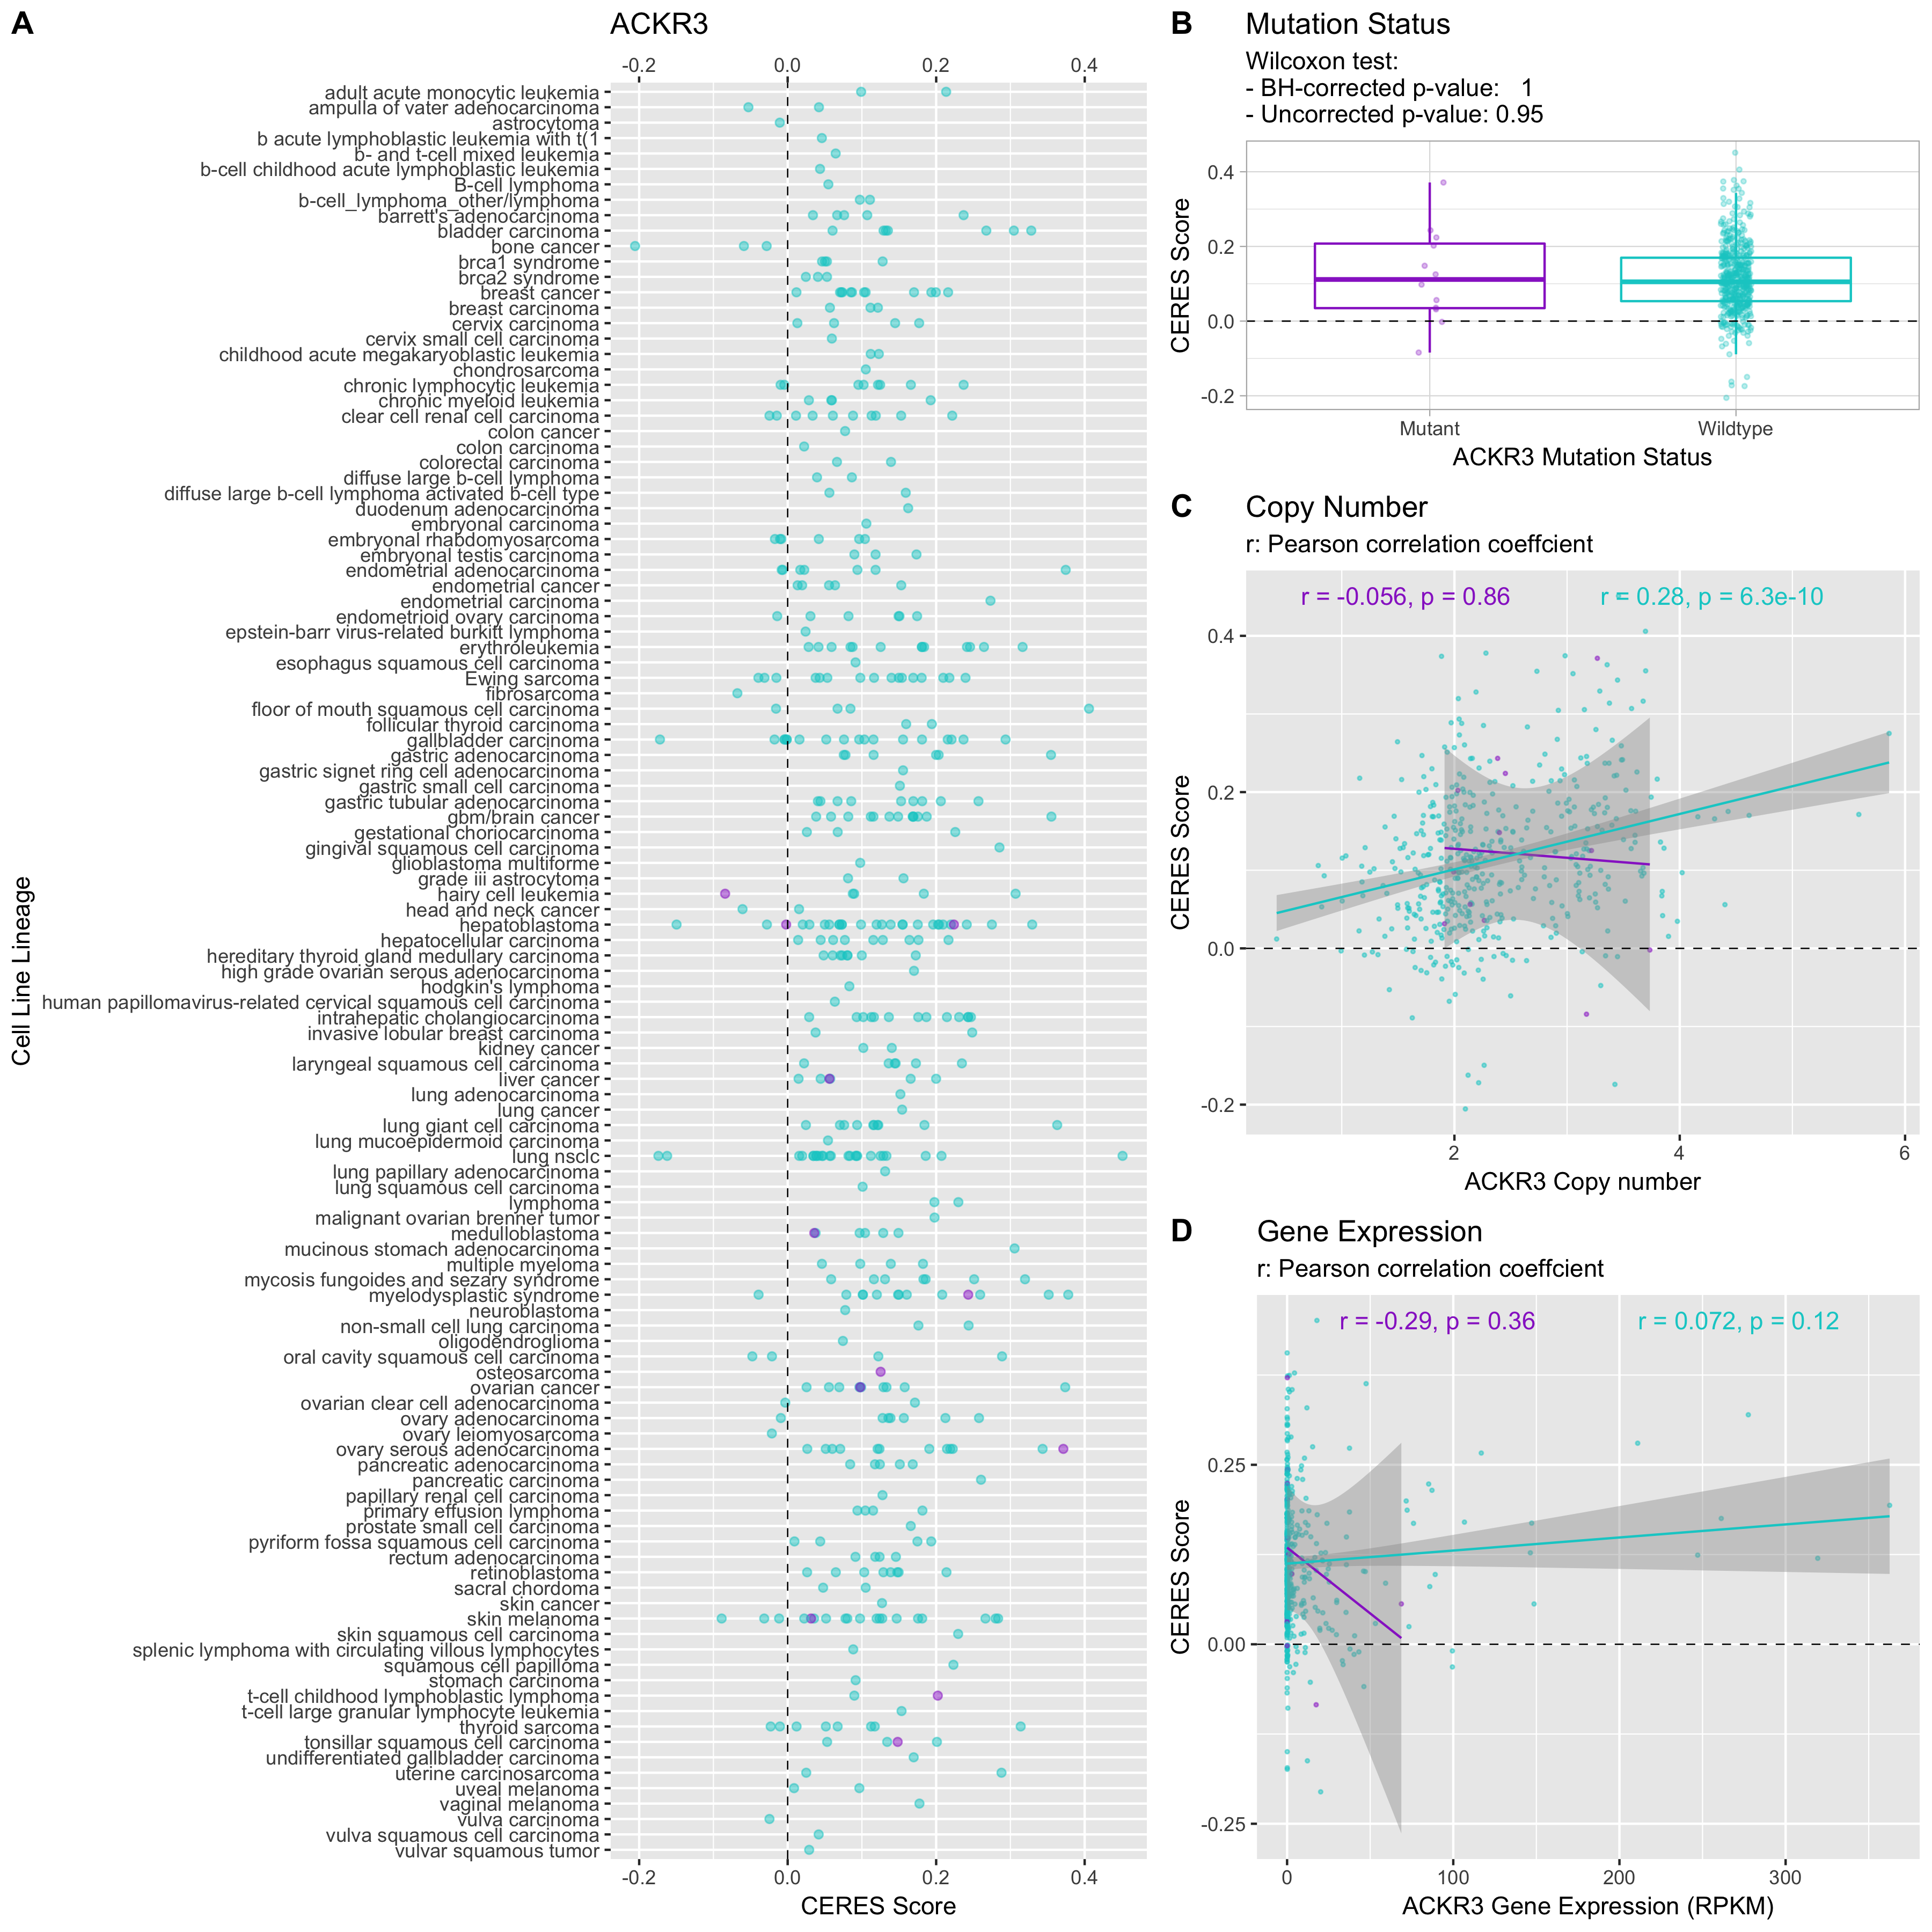 A
ACKR3
-0.2 0.0 0.2 0.4
Cell Line Lineage
adult acute monocytic leukemia
ampulla of vater adenocarcinoma
astrocytoma
b acute lymphoblastic leukemia with t(1
b- and t-cell mixed leukemia
b-cell childhood acute lymphoblastic leukemia
B-cell lymphoma
b-cell_lymphoma_other/lymphoma
barrett's adenocarcinoma
bladder carcinoma
bone cancer
brca1 syndrome
brca2 syndrome
breast cancer
breast carcinoma
cervix carcinoma
cervix small cell carcinoma
childhood acute megakaryoblastic leukemia
chondrosarcoma
chronic lymphocytic leukemia
chronic myeloid leukemia
clear cell renal cell carcinoma
colon cancer
colon carcinoma
colorectal carcinoma
diffuse large b-cell lymphoma
diffuse large b-cell lymphoma activated b-cell type
duodenum adenocarcinoma
embryonal carcinoma
embryonal rhabdomyosarcoma
embryonal testis carcinoma
endometrial adenocarcinoma
endometrial cancer
endometrial carcinoma
endometrioid ovary carcinoma
epstein-barr virus-related burkitt lymphoma
erythroleukemia
esophagus squamous cell carcinoma
Ewing sarcoma
fibrosarcoma
floor of mouth squamous cell carcinoma
follicular thyroid carcinoma
gallbladder carcinoma
gastric adenocarcinoma
gastric signet ring cell adenocarcinoma
gastric small cell carcinoma
gastric tubular adenocarcinoma
gbm/brain cancer
gestational choriocarcinoma
gingival squamous cell carcinoma
glioblastoma multiforme
grade iii astrocytoma
hairy cell leukemia
head and neck cancer
hepatoblastoma
hepatocellular carcinoma
hereditary thyroid gland medullary carcinoma
high grade ovarian serous adenocarcinoma
hodgkin's lymphoma
human papillomavirus-related cervical squamous cell carcinoma
intrahepatic cholangiocarcinoma
invasive lobular breast carcinoma
kidney cancer
laryngeal squamous cell carcinoma
liver cancer
lung adenocarcinoma
lung cancer
lung giant cell carcinoma
lung mucoepidermoid carcinoma
lung nsclc
lung papillary adenocarcinoma
lung squamous cell carcinoma
lymphoma
malignant ovarian brenner tumor
medulloblastoma
mucinous stomach adenocarcinoma
multiple myeloma
mycosis fungoides and sezary syndrome
myelodysplastic syndrome
neuroblastoma
non-small cell lung carcinoma
oligodendroglioma
oral cavity squamous cell carcinoma
osteosarcoma
ovarian cancer
ovarian clear cell adenocarcinoma
ovary adenocarcinoma
ovary leiomyosarcoma
ovary serous adenocarcinoma
pancreatic adenocarcinoma
pancreatic carcinoma
papillary renal cell carcinoma
primary effusion lymphoma
prostate small cell carcinoma
pyriform fossa squamous cell carcinoma
rectum adenocarcinoma
retinoblastoma
sacral chordoma
skin cancer
skin melanoma
skin squamous cell carcinoma
splenic lymphoma with circulating villous lymphocytes
squamous cell papilloma
stomach carcinoma
t-cell childhood lymphoblastic lymphoma
t-cell large granular lymphocyte leukemia
thyroid sarcoma
tonsillar squamous cell carcinoma
undifferentiated gallbladder carcinoma
uterine carcinosarcoma
uveal melanoma
vaginal melanoma
vulva carcinoma
vulva squamous cell carcinoma
vulvar squamous tumor
-0.2 0.0 0.2 0.4
CERES Score
B
Mutation Status
Wilcoxon test:
- BH-corrected p-value: 1
- Uncorrected p-value: 0.95
CERES Score
0.4
0.2
0.0
-0.2
Mutant Wildtype
ACKR3 Mutation Status
C
Copy Number
r: Pearson correlation coeffcient
r = -0.056, p = 0.86 r = 0.28, p = 6.3e-10
CERES Score
0.4
0.2
0.0
-0.2
2 4 6
ACKR3 Copy number
D
Gene Expression
r: Pearson correlation coeffcient
r = -0.29, p = 0.36 r = 0.072, p = 0.12
CERES Score
0.25
0.00
-0.25
0 100 200 300
ACKR3 Gene Expression (RPKM)